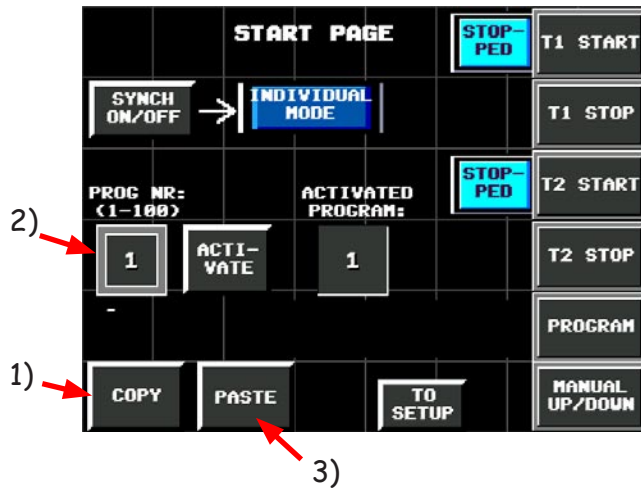 START PAGE
STOP-
PED
T1 START
SYNCH
ON/OFF
INDIVIDUAL
MODE
T1 STOP
PROG NR:
(1-100)
ACTIVATED
PROGRAM:
STOP-
PED
T2 START
2)
1
ACTI-
VATE
1
T2 STOP
-
PROGRAM
1)
COPY
PASTE
TO
SETUP
MANUAL
UP/DOWN
3)